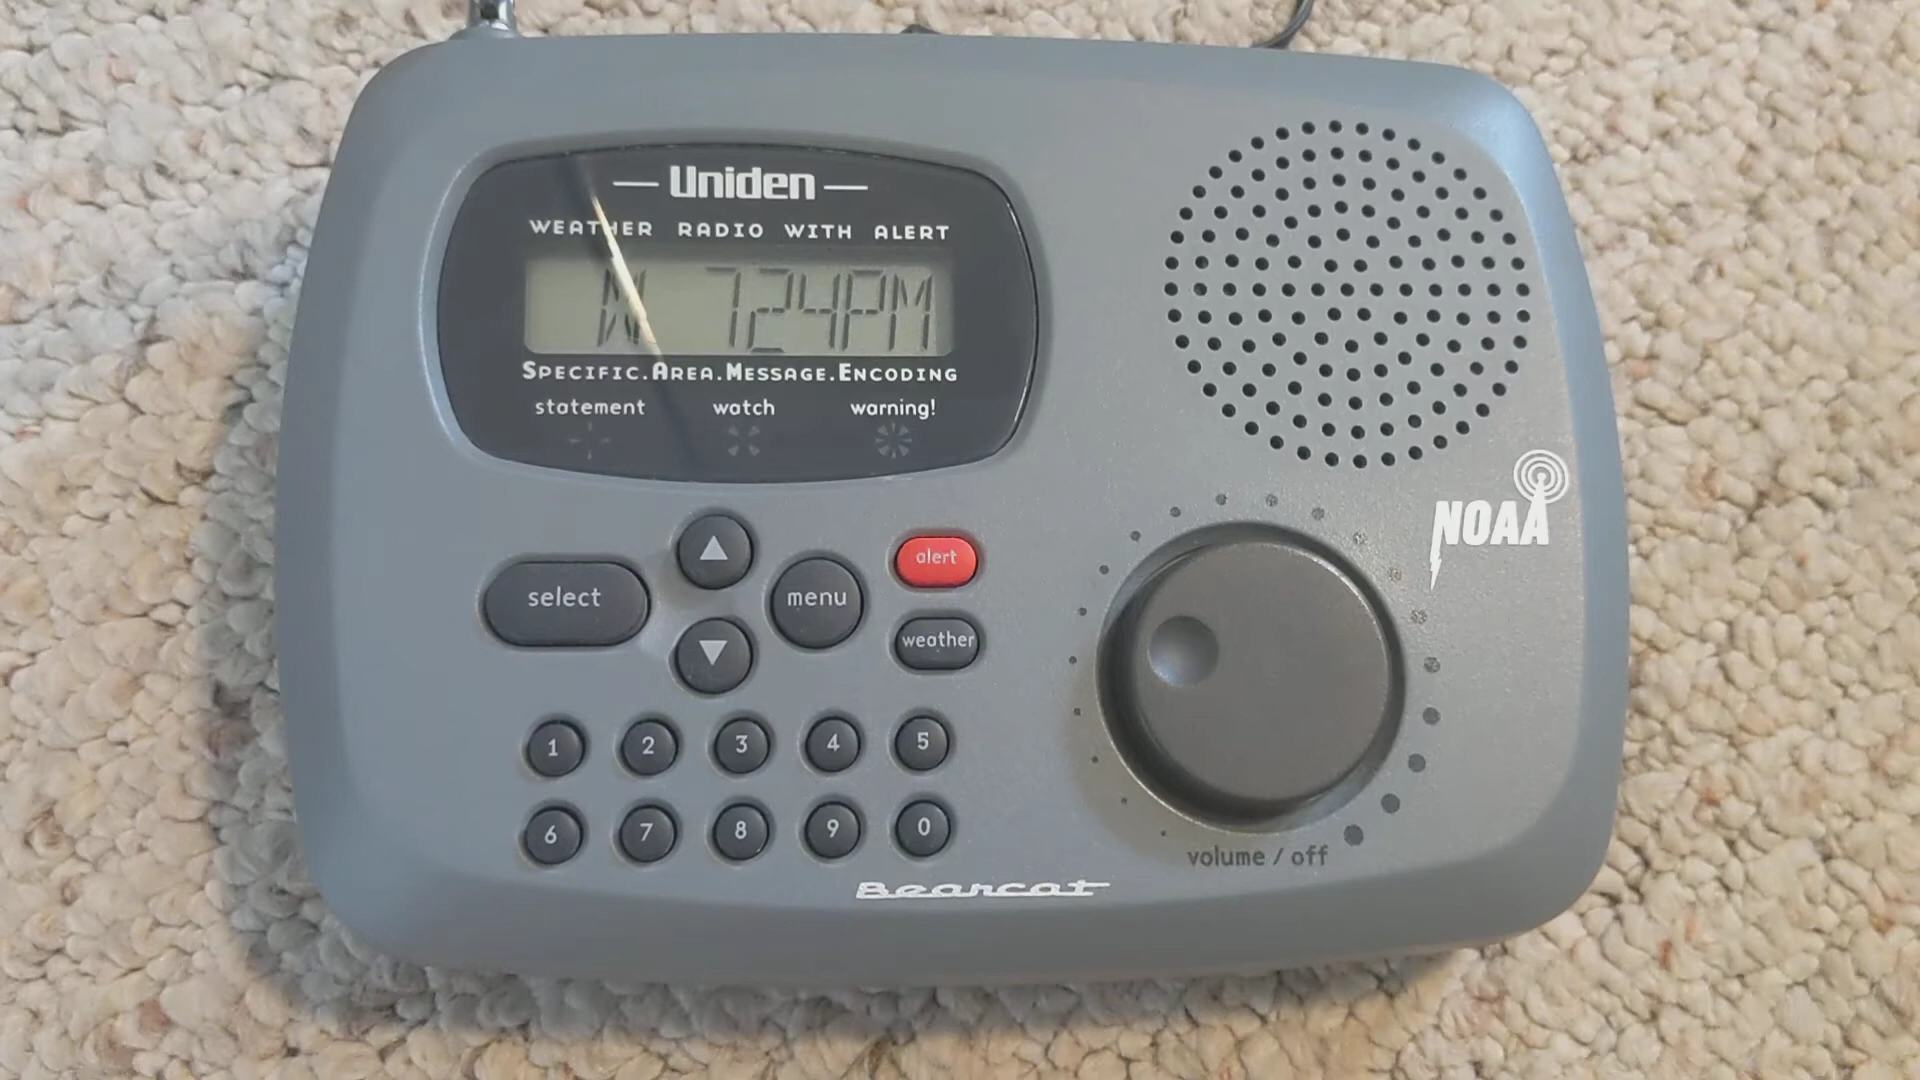 Uniden
WEATHER RADIO WITH ALERT
W 724PM
SPECIFIC.AREA.MESSAGE.ENCODING
statement watch warning!
NOAA
alert
select menu
weather
1 2 3 4 5
6 7 8 9 0
volume / off
Bearcat